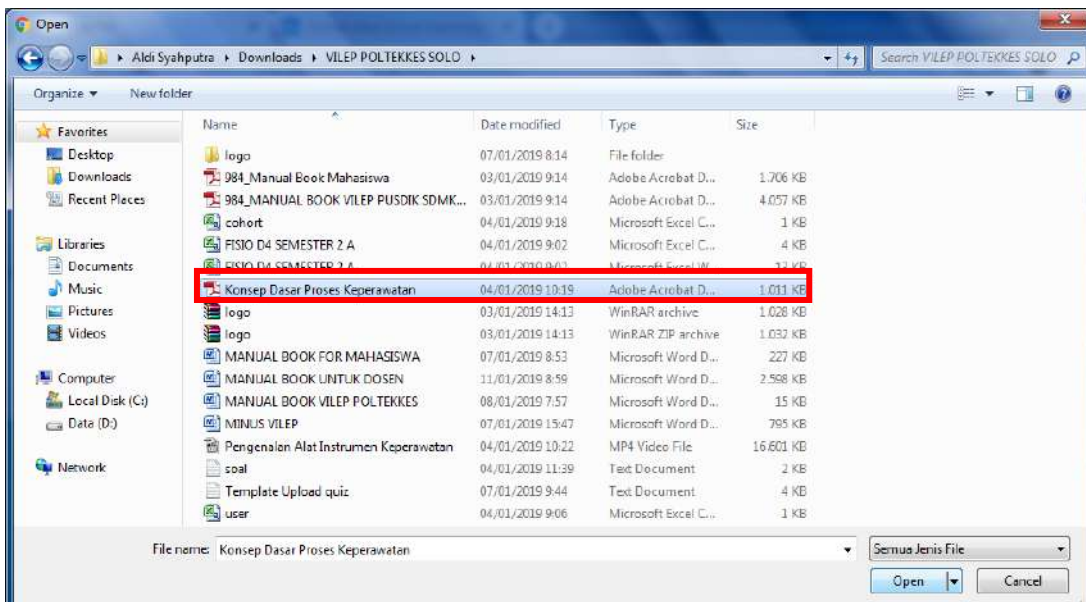 Open
Aldi Syahputra Downloads VILEP POLTEKKES SOLO
Search VILEP POLTEKKES SOLO
Organize New folder
Name Date modified Type Size
Favorites
Desktop
Downloads
Recent Places
Libraries
Documents
Music
Pictures
Videos
Computer
Local Disk (C:)
Data (D:)
Network
logo 07/01/2019 8:14 File folder
984_Manual Book Mahasiswa 03/01/2019 9:14 Adobe Acrobat D... 1.706 KB
984_MANUAL BOOK VILEP PUSDIK SDMK... 03/01/2019 9:14 Adobe Acrobat D... 4.057 KB
cohort 04/01/2019 9:18 Microsoft Excel C... 1 KB
FISIO D4 SEMESTER 2 A 04/01/2019 9:02 Microsoft Excel C... 4 KB
FISIO D4 SEMESTER 2 A 04/01/2019 Microsoft Excel W... KB
Konsep Dasar Proses Keperawatan 04/01/2019 10:19 Adobe Acrobat D... 1.011 KB
logo 03/01/2019 14:13 WinRAR archive 1.028 KB
logo 03/01/2019 14:13 WinRAR ZIP archive 1.032 KB
MANUAL BOOK FOR MAHASISWA 07/01/2019 8:53 Microsoft Word D... 227 KB
MANUAL BOOK UNTUK DOSEN 11/01/2019 8:59 Microsoft Word D... 2.598 KB
MANUAL BOOK VILEP POLTEKKES 08/01/2019 7:57 Microsoft Word D... 15 KB
MINUS VILEP 07/01/2019 15:47 Microsoft Word D... 795 KB
Pengenalan Alat Instrumen Keperawatan 04/01/2019 10:22 MP4 Video File 16.601 KB
soal 04/01/2019 11:39 Text Document 2 KB
Template Upload quiz 07/01/2019 9:44 Text Document 4 KB
user 04/01/2019 9:06 Microsoft Excel C... 1 KB
File name: Konsep Dasar Proses Keperawatan
Semua Jenis File
Open Cancel